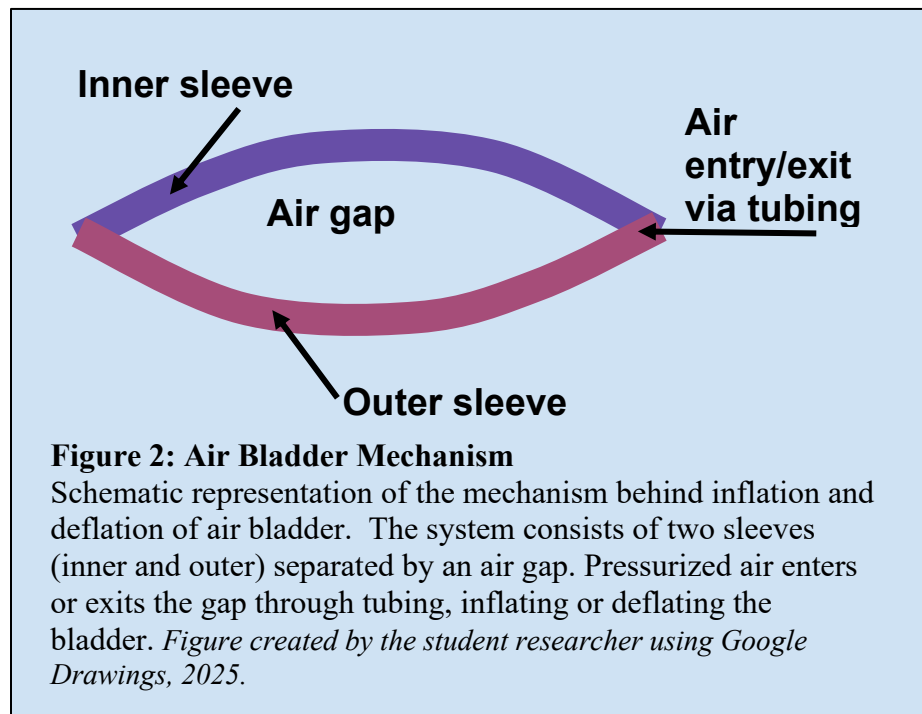 Inner sleeve
Air
entry/exit
via tubing
Air gap
Outer sleeve
Figure 2: Air Bladder Mechanism
Schematic representation of the mechanism behind inflation and
deflation of air bladder.  The system consists of two sleeves
(inner and outer) separated by an air gap. Pressurized air enters
or exits the gap through tubing, inflating or deflating the
bladder. Figure created by the student researcher using Google
Drawings, 2025.